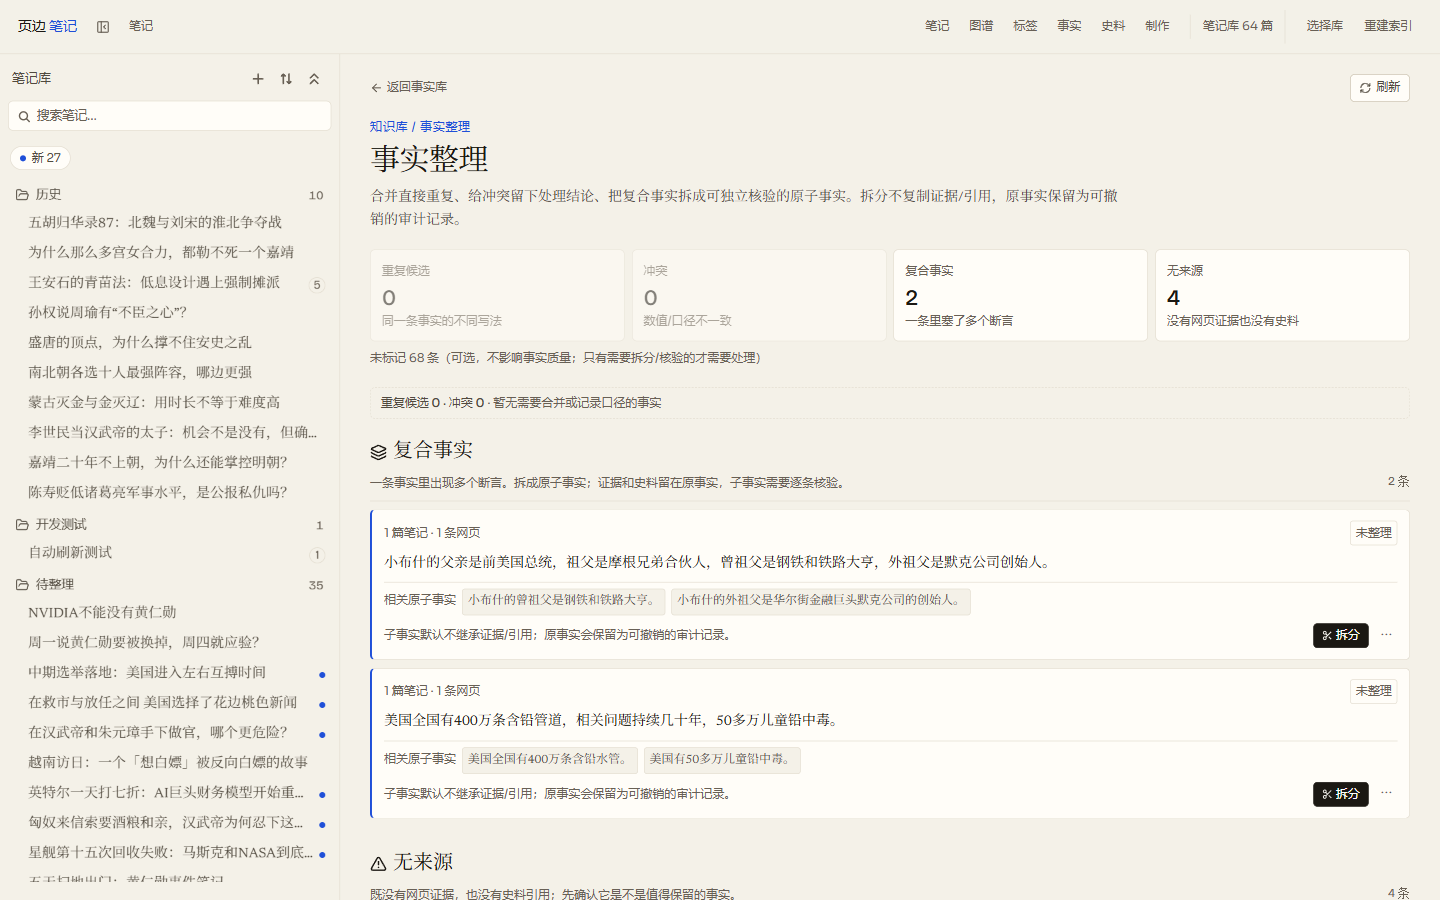 页边 笔记
笔记
笔记 图谱 标签 事实 史料 制作 笔记库 64 篇 选择库 重建索引
笔记库
搜索笔记...
新 27
历史 10
五胡归华录87：北魏与刘宋的淮北争夺战
为什么那么多宫女合力，都勒不死一个嘉靖
王安石的青苗法：低息设计遇上强制摊派 5
孙权说周瑜有“不臣之心”？
盛唐的顶点，为什么撑不住安史之乱
南北朝各选十人最强阵容，哪边更强
蒙古灭金与金灭辽：用时长不等于难度高
李世民当汉武帝的太子：机会不是没有，但确...
嘉靖二十年不上朝，为什么还能掌控明朝？
陈寿贬低诸葛亮军事水平，是公报私仇吗？
开发测试 1
自动刷新测试 1
待整理 35
NVIDIA不能没有黄仁勋
周一说黄仁勋要被换掉，周四就应验？
中期选举落地：美国进入左右互搏时间
在救市与放任之间 美国选择了花边桃色新闻
在汉武帝和朱元璋手下做官，哪个更危险？
越南访日：一个「想白嫖」被反向白嫖的故事
英特尔一天打七折：AI巨头财务模型开始重...
匈奴来信索要酒粮和亲，汉武帝为何忍下这...
星舰第十五次回收失败：马斯克和NASA到底...
返回事实库
刷新
知识库 / 事实整理
事实整理
合并直接重复、给冲突留下处理结论、把复合事实拆成可独立核验的原子事实。拆分不复制证据/引用，原事实保留为可撤
销的审计记录。
重复候选
0
同一条事实的不同写法
冲突
0
数值/口径不一致
复合事实
2
一条里塞了多个断言
无来源
4
没有网页证据也没有史料
未标记 68 条（可选，不影响事实质量；只有需要拆分/核验的才需要处理）
重复候选 0 · 冲突 0 · 暂无需要合并或记录口径的事实
复合事实
一条事实里出现多个断言。拆成原子事实；证据和史料留在原事实，子事实需要逐条核验。 2 条
1 篇笔记 · 1 条网页 未整理
小布什的父亲是前美国总统，祖父是摩根兄弟合伙人，曾祖父是钢铁和铁路大亨，外祖父是默克公司创始人。
相关原子事实 小布什的曾祖父是钢铁和铁路大亨。 小布什的外祖父是华尔街金融巨头默克公司的创始人。
子事实默认不继承证据/引用；原事实会保留为可撤销的审计记录。 拆分 ...
1 篇笔记 · 1 条网页 未整理
美国全国有400万条含铅管道，相关问题持续几十年，50多万儿童铅中毒。
相关原子事实 美国全国有400万条含铅水管。 美国有50多万儿童铅中毒。
子事实默认不继承证据/引用；原事实会保留为可撤销的审计记录。 拆分 ...
无来源
既没有网页证据，也没有史料引用；先确认它是不是值得保留的事实。 4 条